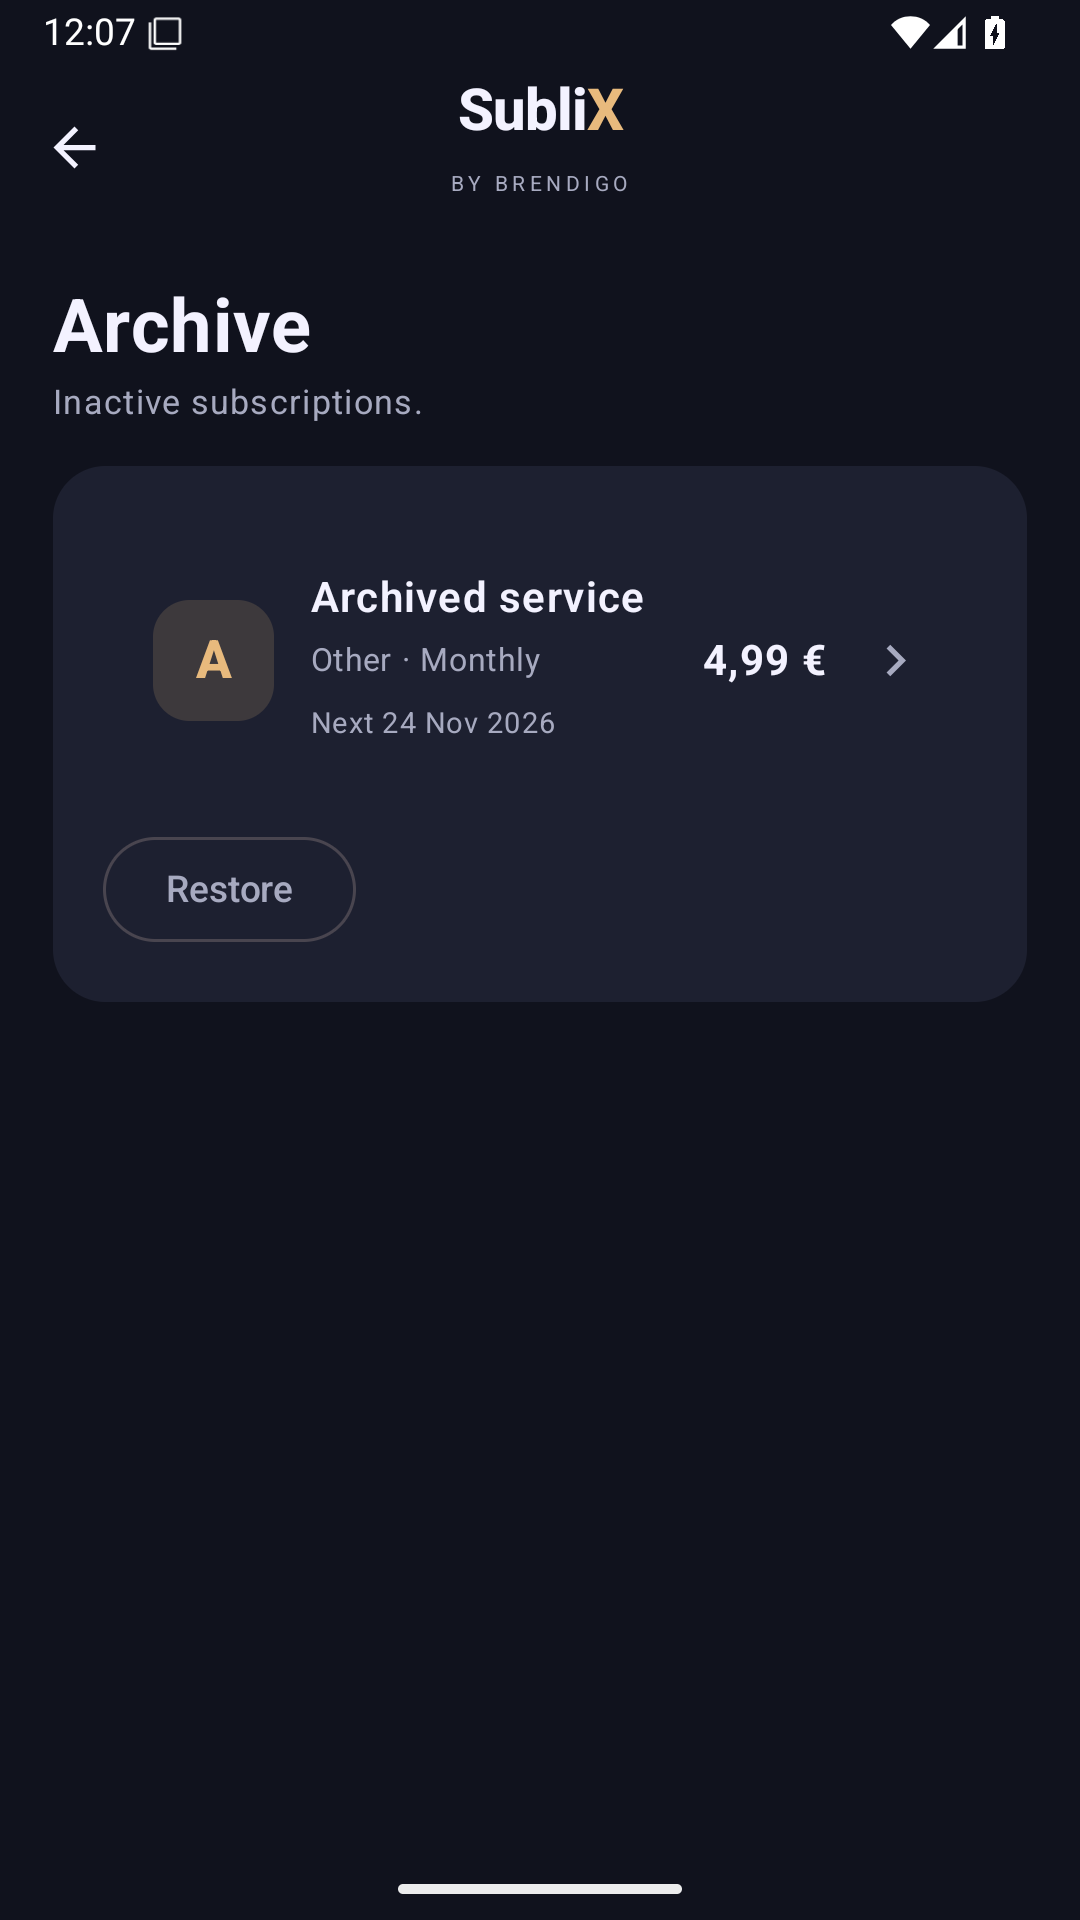 12:07
SubliX
BY BRENDIGO
Archive
Inactive subscriptions.
A
Archived service
Other · Monthly
4,99 €
Next 24 Nov 2026
Restore